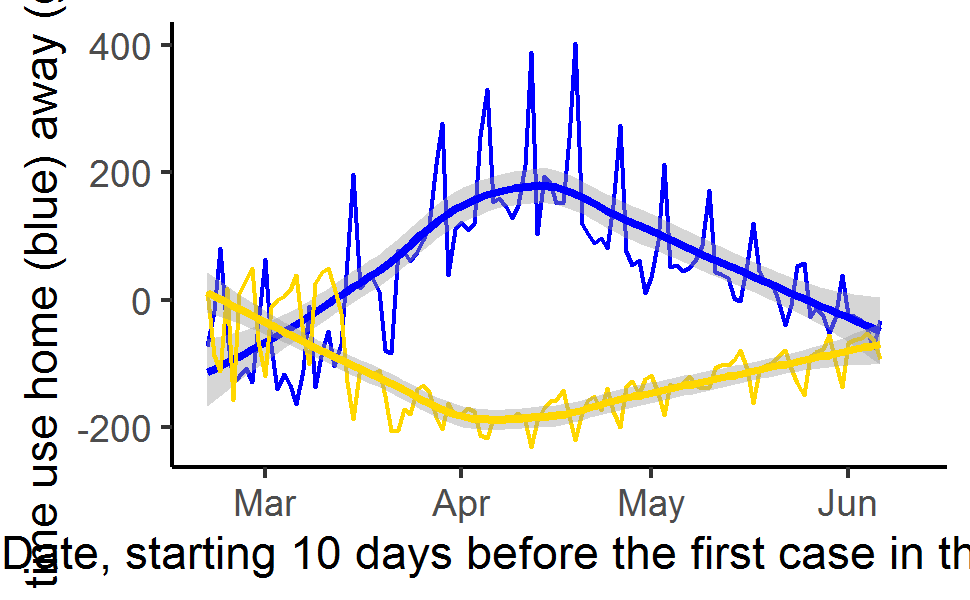 time use home (blue) away (
400
200
0
-200
Mar Apr May Jun
Date, starting 10 days before the first case in th